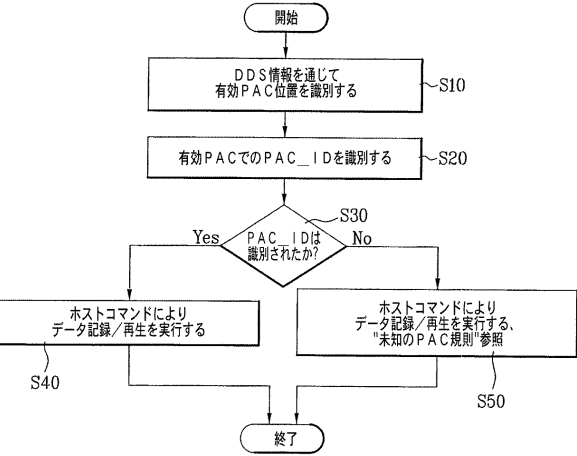 開始
DDS情報を通じて
有効PAC位置を識別する
S10
有効PACでのPAC__IDを識別する
S20
S30
PAC__IDは
識別されたか?
Yes
No
ホストコマンドにより
データ記録/再生を実行する
S40
ホストコマンドにより
データ記録/再生を実行する、
"未知のPAC規則"参照
S50
終了